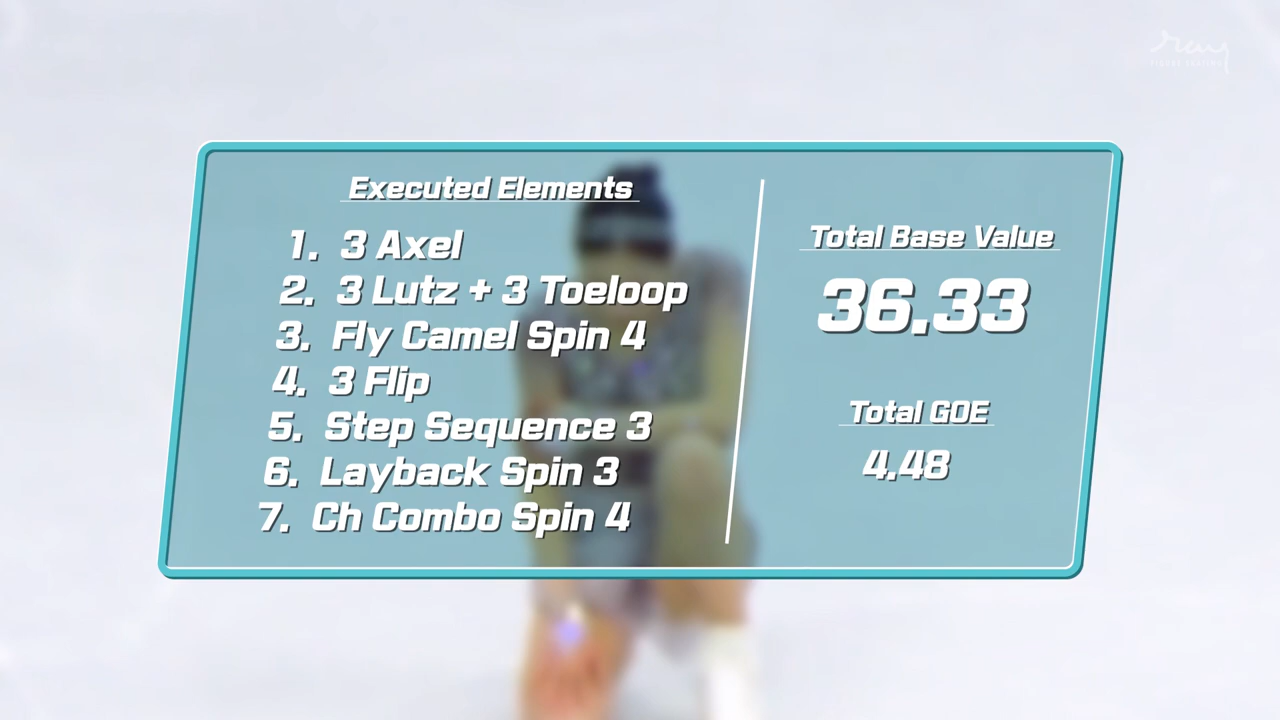 Executed Elements
1. 3 Axel
2. 3 Lutz + 3 Toeloop
3. Fly Camel Spin 4
4. 3 Flip
5. Step Sequence 3
6. Layback Spin 3
7. Ch Combo Spin 4
Total Base Value
36.33
Total GOE
4.48